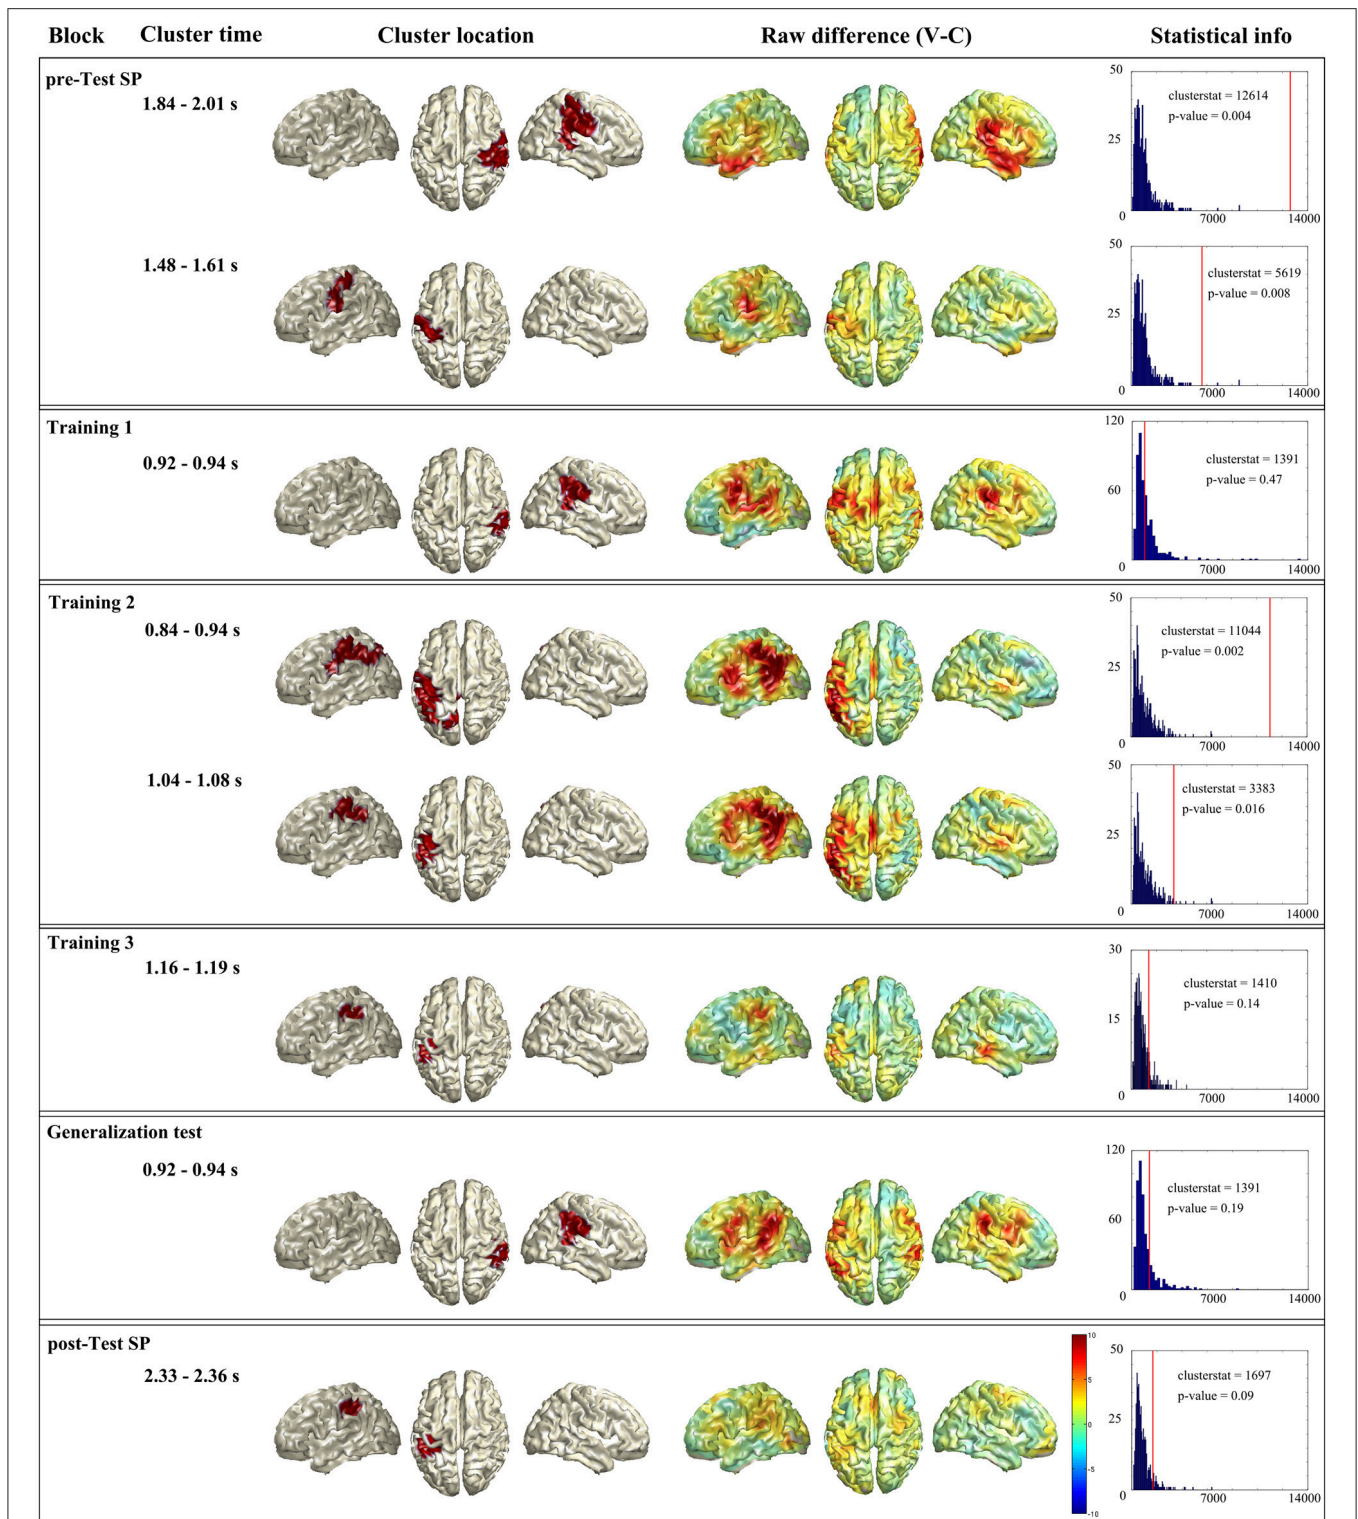 Block Cluster time Cluster location Raw difference (V-C) Statistical info
pre-Test SP
1.84 - 2.01 s
50
25
0 7000 14000
clusterstat = 12614
p-value = 0.004
1.48 - 1.61 s
50
25
0 7000 14000
clusterstat = 5619
p-value = 0.008
Training 1
0.92 - 0.94 s
120
60
0 7000 14000
clusterstat = 1391
p-value = 0.47
Training 2
0.84 - 0.94 s
50
25
0 7000 14000
clusterstat = 11044
p-value = 0.002
1.04 - 1.08 s
50
25
0 7000 14000
clusterstat = 3383
p-value = 0.016
Training 3
1.16 - 1.19 s
30
15
0 7000 14000
clusterstat = 1410
p-value = 0.14
Generalization test
0.92 - 0.94 s
120
60
0 7000 14000
clusterstat = 1391
p-value = 0.19
post-Test SP
2.33 - 2.36 s
10
5
0
-5
-10
50
25
0 7000 14000
clusterstat = 1697
p-value = 0.09